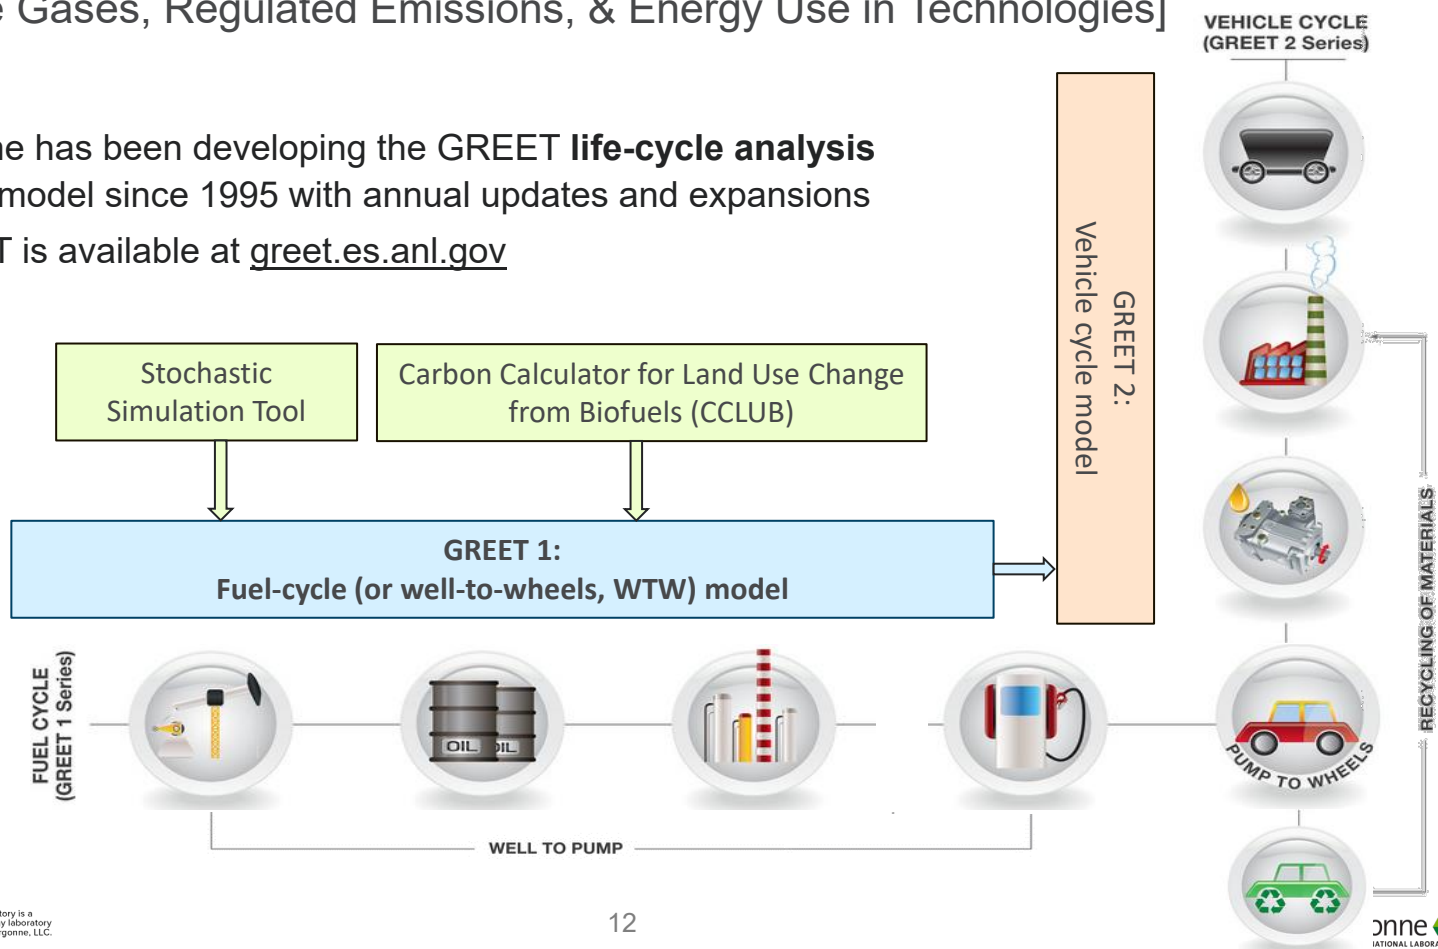 e Gases, Regulated Emissions, & Energy Use in Technologies]
VEHICLE CYCLE
(GREET 2 Series)
ne has been developing the GREET life-cycle analysis
model since 1995 with annual updates and expansions
T is available at greet.es.anl.gov
Stochastic
Simulation Tool
Carbon Calculator for Land Use Change
from Biofuels (CCLUB)
GREET 2:
Vehicle cycle model
GREET 1:
Fuel-cycle (or well-to-wheels, WTW) model
RECYCLING OF MATERIALS
FUEL CYCLE
(GREET 1 Series)
OIL OIL
PUMP TO WHEELS
WELL TO PUMP
tory is a
y laboratory
rgonne, LLC.
12
onne
NATIONAL LABOR